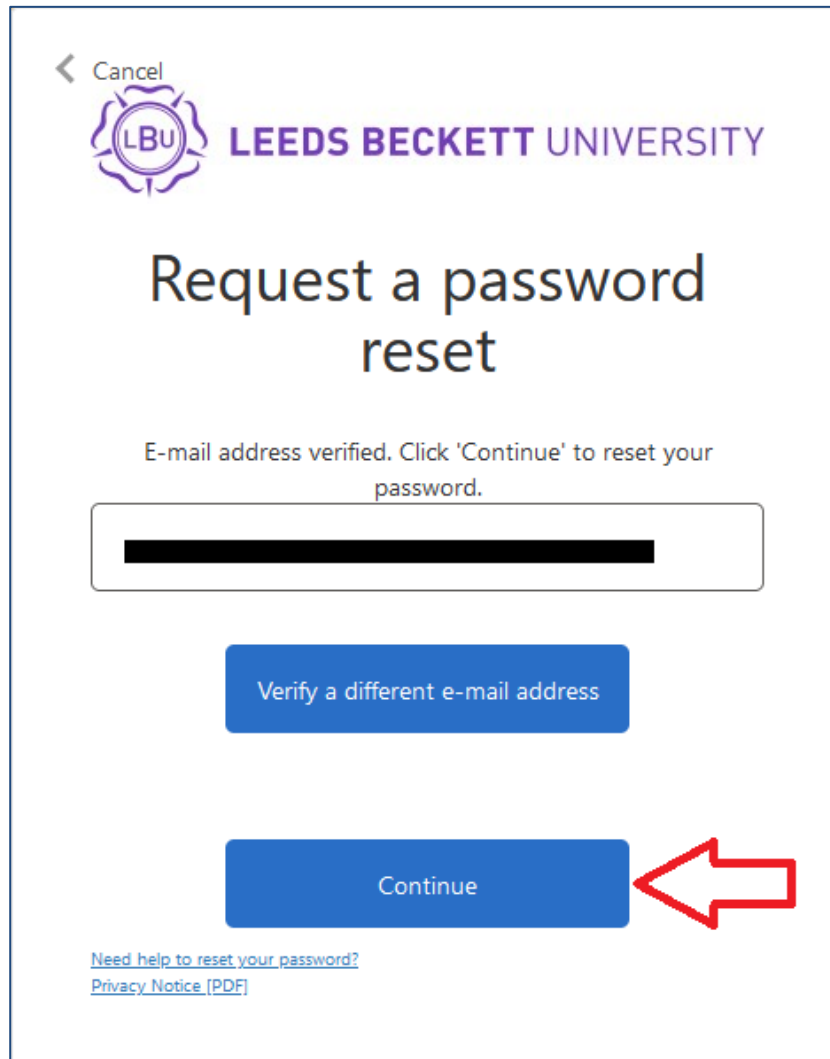 Cancel
LBU LEEDS BECKETT UNIVERSITY
Request a password
reset
E-mail address verified. Click 'Continue' to reset your
password.
Verify a different e-mail address
Continue
Need help to reset your password?
Privacy Notice [PDF]